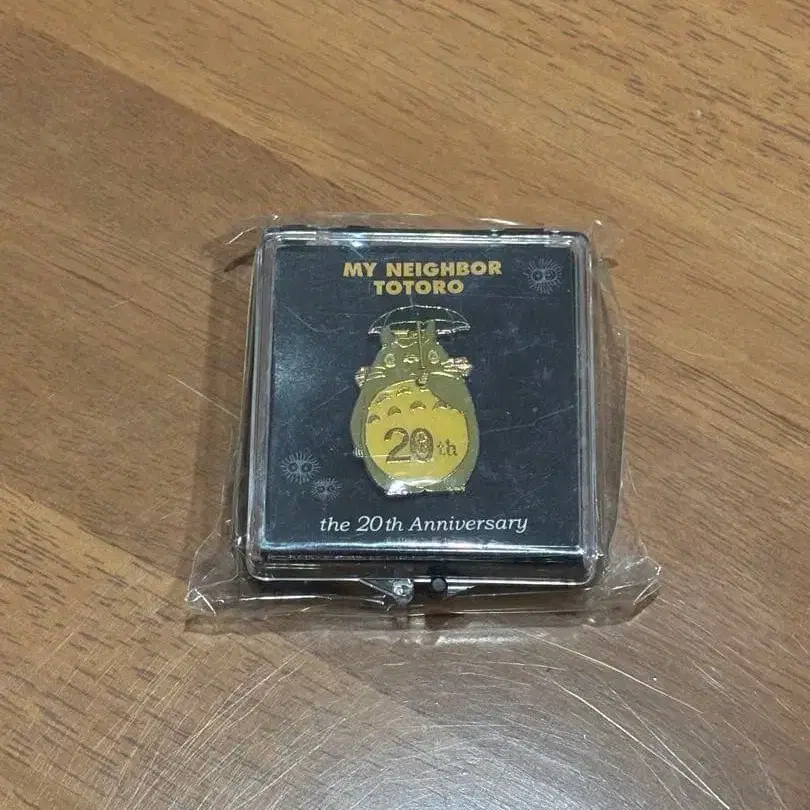 MY NEIGHBOR
TOTORO
20th
the 20th Anniversary